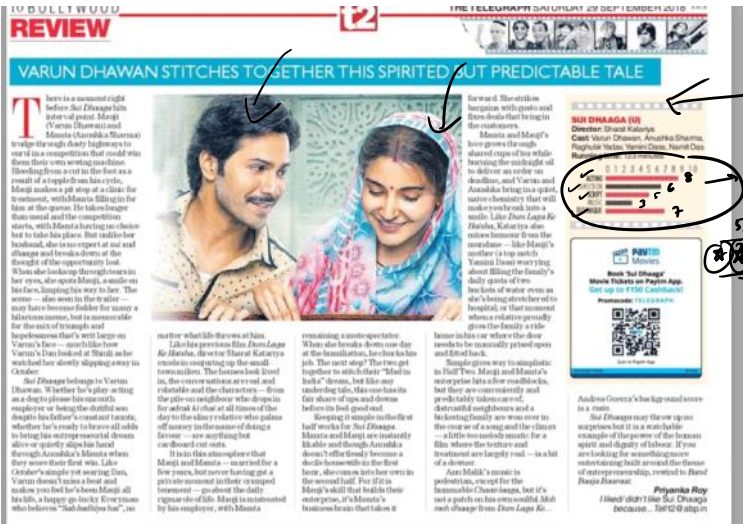 10 BOLLYWOOD
REVIEW
t2
THE TELEGRAPH SATURDAY 29 SEPTEMBER 2018
VARUN DHAWAN STITCHES TOGETHER THIS SPIRITED BUT PREDICTABLE TALE
There is a moment right
before Sui Dhaaga hits
interval point. Mauji
(Varun Dhawan) and
Mamta (Anushka Sharma)
trudge through dusty highways to
enrol in a competition that could win
them their own sewing machine.
Bleeding from a cut in the foot as a
result of a topple from his cycle,
Mauji makes a pit stop at a clinic for
treatment, with Mamta filling in for
him at the queue. He takes longer
than usual and the competition
starts, with Mamta having no choice
but to take his place. But unlike her
husband, she is no expert at sui and
dhaaga and breaks down at the
thought of the opportunity lost.
When she looks up through tears in
her eyes, she spots Mauji, a smile on
his face, limping his way to her. The
scene — also seen in the trailer —
may have become fodder for many a
hilarious meme, but is memorable
for the mix of triumph and
hopelessness that's writ large on
Varun's face — much like how
Varun's Dan looked at Shiuli as he
watched her slowly slipping away in
October.
Sui Dhaaga belongs to Varun
Dhawan. Whether he's play-acting
as a dog to please his uncouth
employer or being the dutiful son
despite his father's constant taunts;
whether he's ready to brave all odds
to bring his entrepreneurial dream
alive or quietly slips his hand
through Anushka's Mamta when
they score their first win. Like
October's simple yet searing Dan,
Varun doesn't miss a beat and
makes you feel he's been Mauji all
his life, a happy-go-lucky Everyman
who believes "Sab badhiya hai", no
matter what life throws at him.
Like his previous film Dum Laga
Ke Haisha, director Sharat Katariya
excels in conjuring up the small
town milieu. The homes look lived
in, the conversations are real and
relatable and the characters — from
the pile-on neighbour who drops in
for adrak ki chai at all times of the
day to the slimy relative who palms
off money in the name of doing a
favour — are anything but
cardboard cut-outs.
It is in this atmosphere that
Mauji and Mamta — married for a
few years, but never having got a
private moment in their cramped
tenement — go about the daily
rigmarole of life. Mauji is mistreated
by his employer, with Mamta
remaining a mute spectator.
When she breaks down one day
at the humiliation, he chucks his
job. The next step? The two get
together to stitch their "Mad in
India" dream, but like any
underdog tale, this one has its
fair share of ups and downs
before its feel good end.
Keeping it simple in the first
half works for Sui Dhaaga.
Mamta and Mauji are instantly
likable and though Anushka
doesn't effortlessly become a
docile housewife in the first
hour, she comes into her own in
the second half. For if it is
Mauji's skill that builds their
enterprise, it's Mamta's
business brain that takes it
forward. She strikes
bargains with gusto and
fixes deals that bring in
the customers.
Mamta and Mauji's
love grows through
shared cups of tea while
burning the midnight oil
to deliver an order on
deadline, and Varun and
Anushka bring in a quiet,
naive chemistry that will
make you break into a
smile. Like Dum Laga Ke
Haisha, Katariya also
mines humour from the
mundane — like Mauji's
mother (a top notch
Yamini Dass) worrying
about filling the family's
daily quota of two
buckets of water even as
she's being stretchered to
hospital, or that moment
when a relative proudly
gives the family a ride
home in his car where the door
needs to be manually prised open
and fitted back.
Simple gives way to simplistic
in Half Two. Mauji and Mamta's
enterprise hits a few roadblocks,
but they are conveniently and
predictably taken care of;
distrustful neighbours and a
bickering family are won over in
the course of a song and the climax
— a little too melodramatic for a
film where the texture and
treatment are largely real — is a bit
of a downer.
Anu Malik's music is
pedestrian, except for the
hummable Chaav laaga, but it's
not a patch on his own soulful Moh
moh dhaage from Dum Laga Ke...
SUI DHAAGA (U)
Director: Sharat Katariya
Cast: Varun Dhawan, Anushka Sharma,
Raghubir Yadav, Yamini Dass, Namit Das
Running time: 123 minutes
0 1 2 3 4 5 6 7 8 9 10
ACTING 8
DIRECTION 6
SCRIPT 5
MUSIC 3
7
5
Paytm
Movies
Book 'Sui Dhaaga'
Movie Tickets on Paytm App.
Get up to ₹150 Cashback!
Promocode: TELEGRAPH
Scan to Paytm App
Andrea Guerra's background score
is a main.
Sui Dhaaga may throw up no
surprises but it is a watchable
example of the power of the human
spirit and dignity of labour. If you
are looking for something more
entertaining built around the theme
of entrepreneurship, rewind to Band
Baaja Baaraat.
Priyanka Roy
I liked/didn't like Sui Dhaaga
because... Tell t2@abp.in